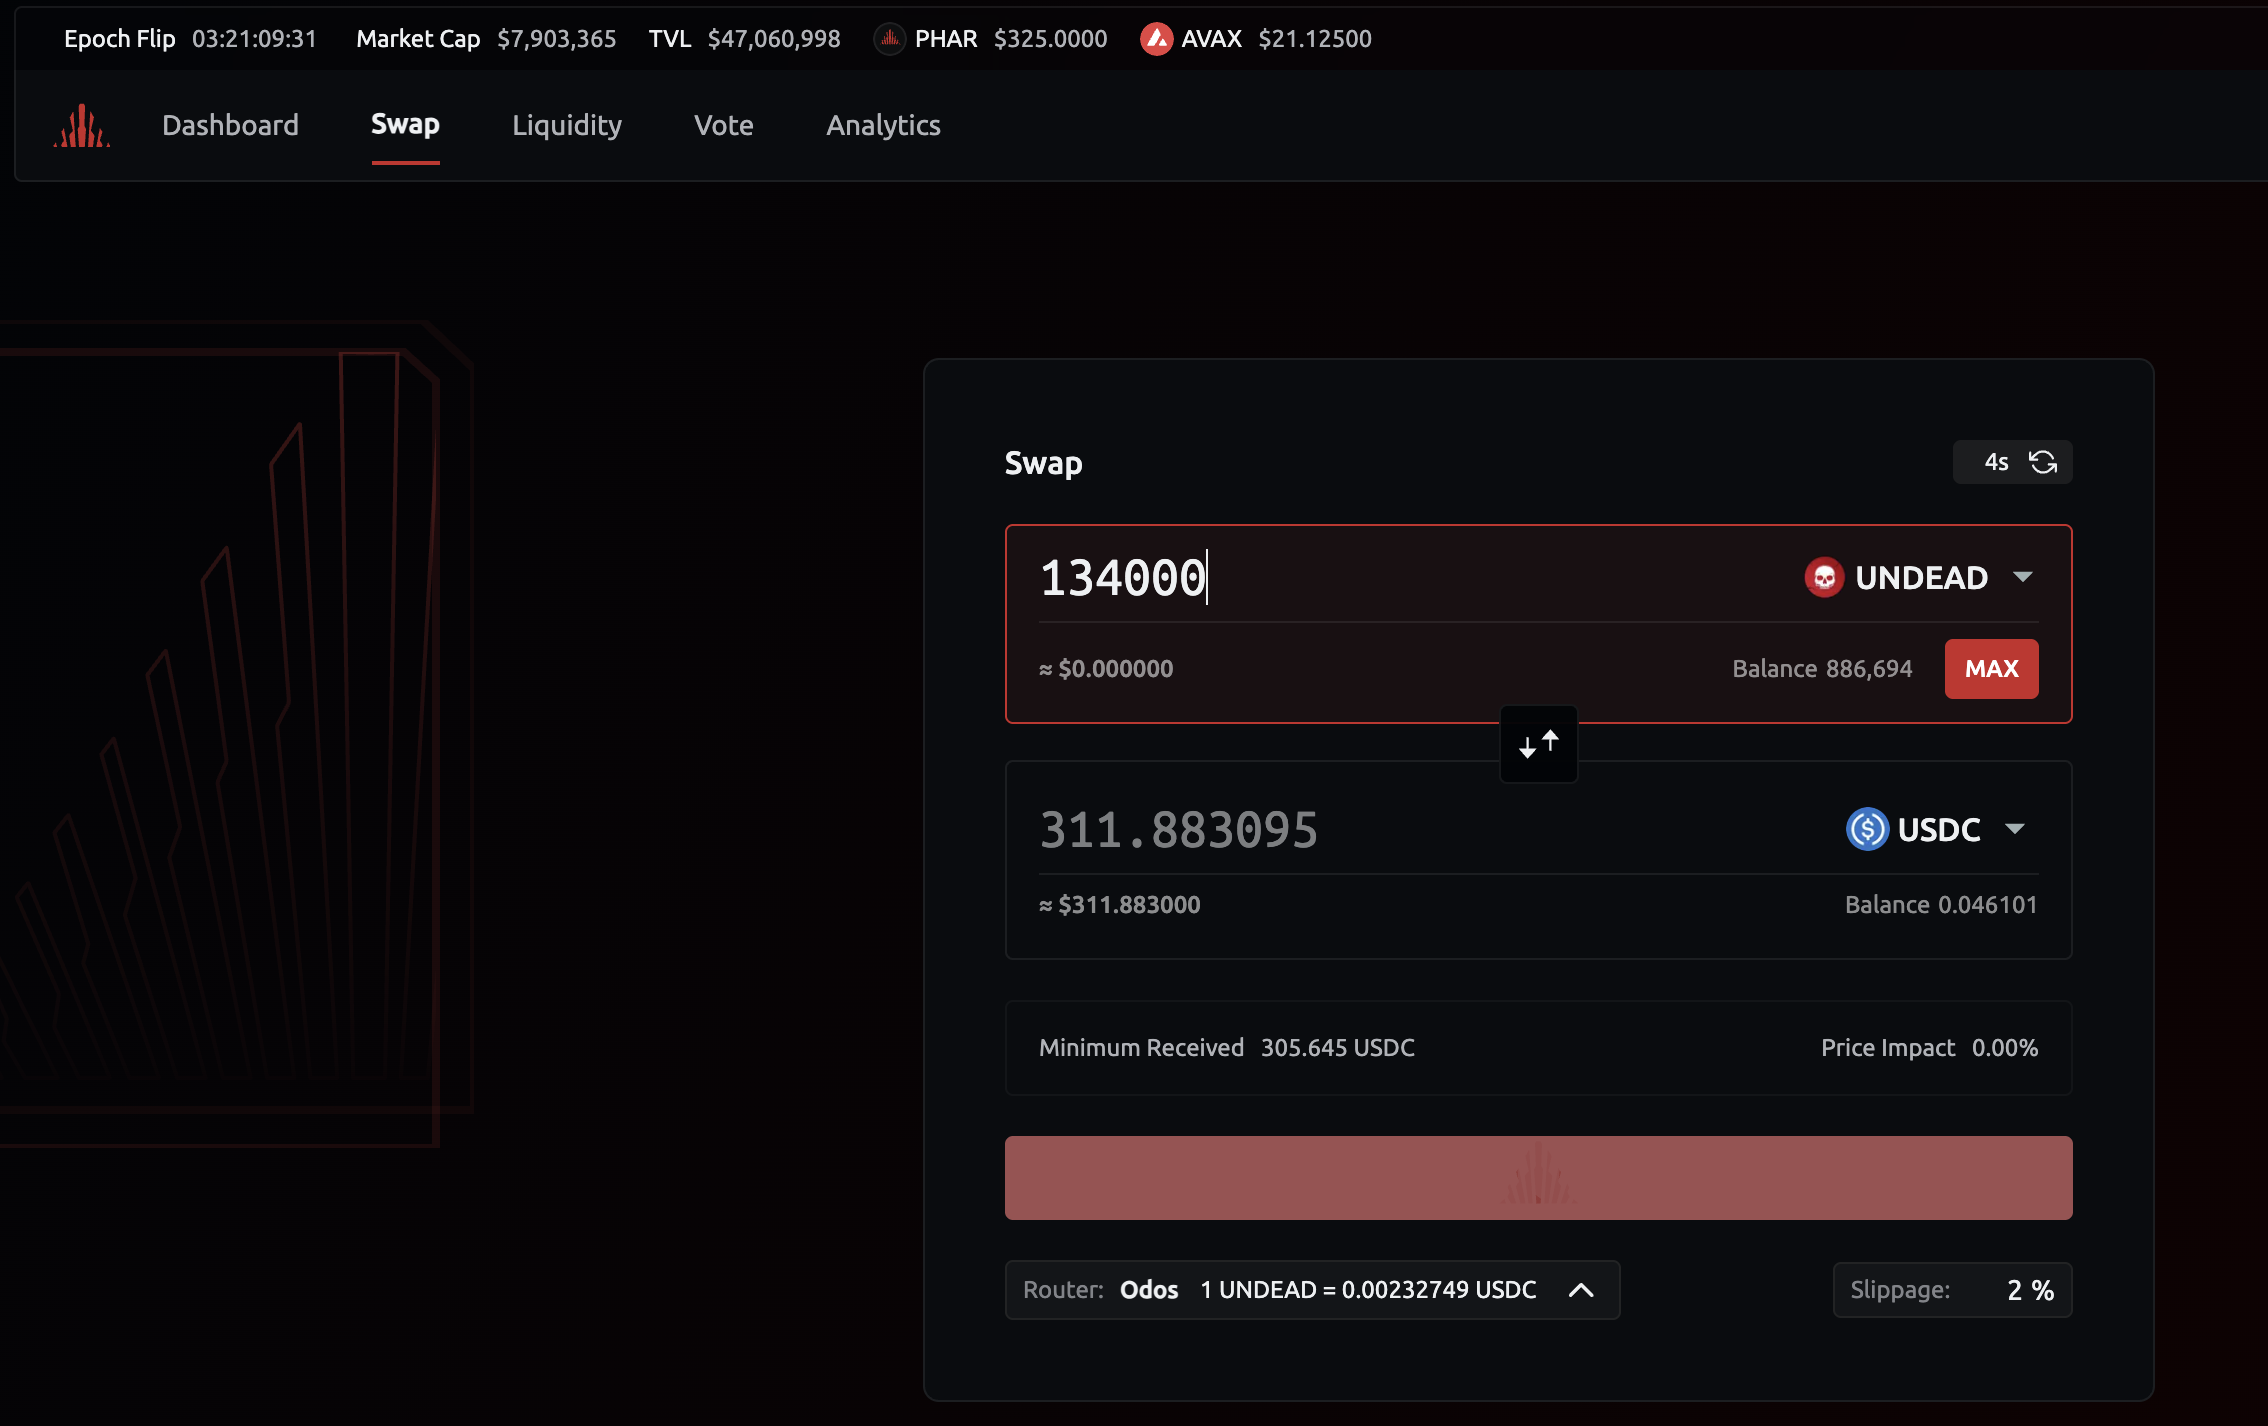 Epoch Flip 03:21:09:31 Market Cap $7,903,365 TVL $47,060,998 PHAR $325.0000 AVAX $21.12500
Dashboard Swap Liquidity Vote Analytics
Swap 4s
134000 UNDEAD
≈ $0.000000 Balance 886,694 MAX
311.883095 USDC
≈ $311.883000 Balance 0.046101
Minimum Received 305.645 USDC Price Impact 0.00%
Router: Odos 1 UNDEAD = 0.00232749 USDC Slippage: 2 %